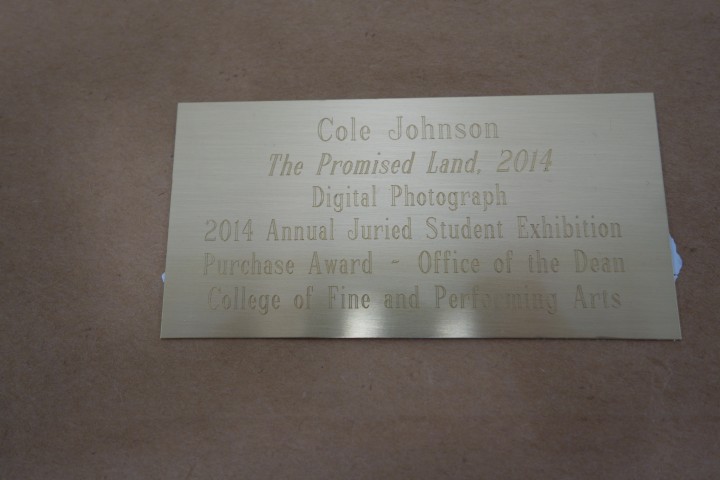 Cole Johnson
The Promised Land, 2014
Digital Photograph
2014 Annual Juried Student Exhibition
Purchase Award - Office of the Dean
College of Fine and Performing Arts